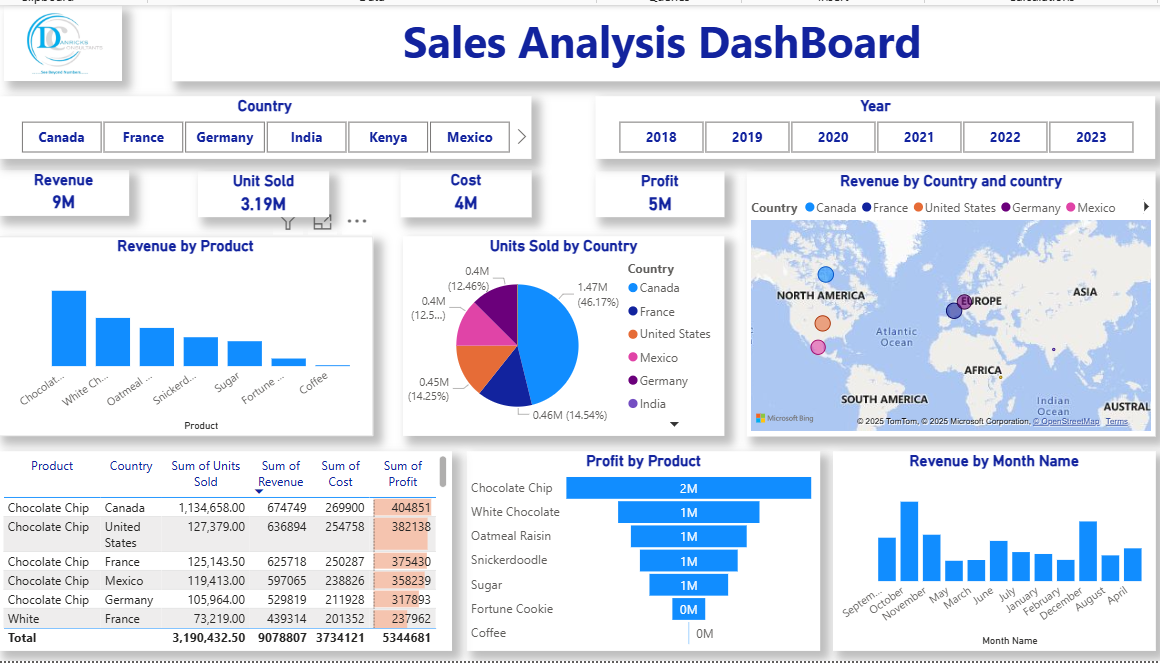 Data
Sales Analysis DashBoard
CONSULTANTS
See Beyond Numbers
Country
Canada France Germany India Kenya Mexico
Year
2018 2019 2020 2021 2022 2023
Revenue
9M
Unit Sold
3.19M
Cost
4M
Profit
5M
Revenue by Country and country
Country Canada France United States Germany Mexico
NORTH AMERICA
EUROPE
ASIA
Atlantic
Ocean
AFRICA
SOUTH AMERICA
Indian
Ocean
AUSTRAL
Microsoft Bing
© 2025 TomTom, © 2025 Microsoft Corporation, © OpenStreetMap Terms
Revenue by Product
Chocolat...
White Ch...
Oatmeal ...
Snickerd...
Sugar
Fortune ...
Coffee
Product
Units Sold by Country
1.47M
(46.17%)
0.46M (14.54%)
0.45M
(14.25%)
0.4M
(12.5...)
0.4M
(12.46%)
Country
Canada
France
United States
Mexico
Germany
India
Product Country Sum of Units Sold Sum of Revenue Sum of Cost Sum of Profit
Chocolate Chip Canada 1,134,658.00 674749 269900 404851
Chocolate Chip United States 127,379.00 636894 254758 382138
Chocolate Chip France 125,143.50 625718 250287 375430
Chocolate Chip Mexico 119,413.00 597065 238826 358239
Chocolate Chip Germany 105,964.00 529819 211928 317893
White France 73,219.00 439314 201352 237962
Total 3,190,432.50 9078807 3734121 5344681
Profit by Product
Chocolate Chip 2M
White Chocolate 1M
Oatmeal Raisin 1M
Snickerdoodle 1M
Sugar 1M
Fortune Cookie 0M
Coffee 0M
Revenue by Month Name
Septem...
October
November
May
March
June
July
January
February
December
August
April
Month Name